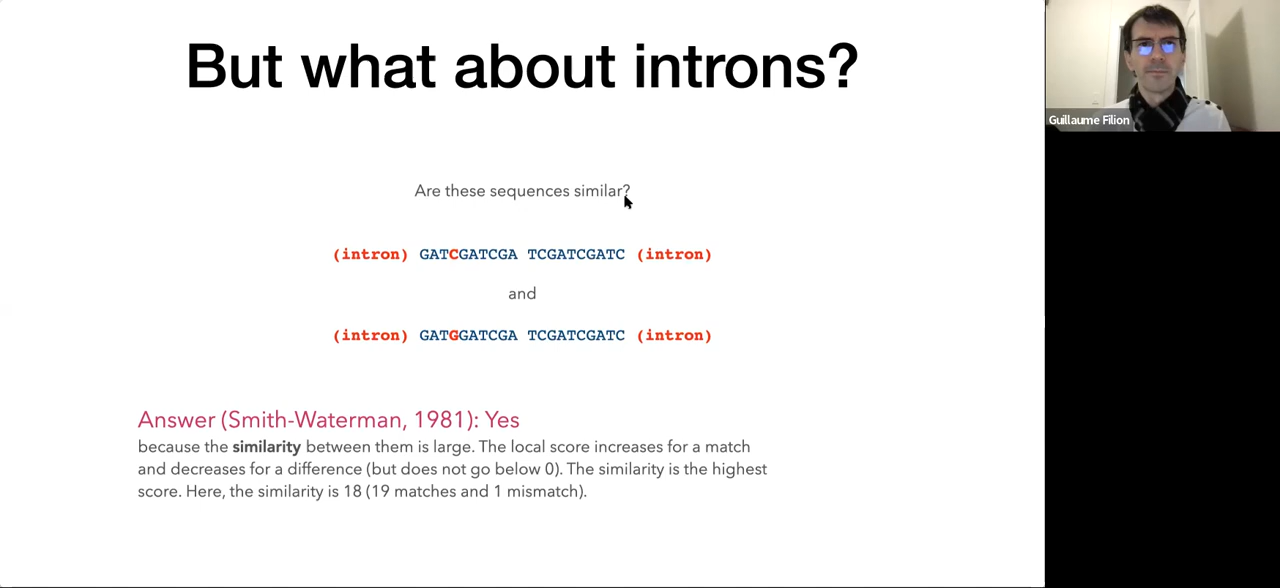 But what about introns?
Guillaume Filion
Are these sequences similar?
(intron) GATCGATCGA TCGATCGATC (intron)
and
(intron) GATGGATCGA TCGATCGATC (intron)
Answer (Smith-Waterman, 1981): Yes
because the similarity between them is large. The local score increases for a match
and decreases for a difference (but does not go below 0). The similarity is the highest
score. Here, the similarity is 18 (19 matches and 1 mismatch).